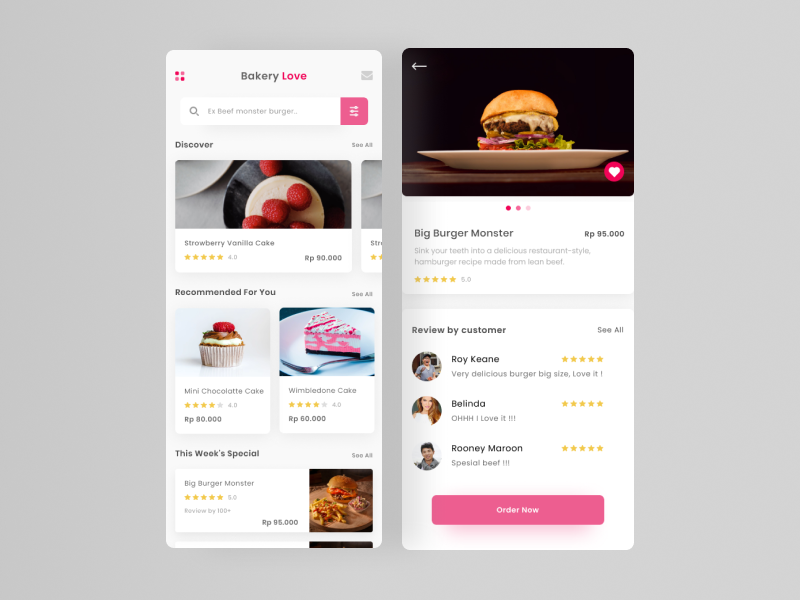 Bakery Love
Ex Beef monster burger..
Discover
See All
Strowberry Vanilla Cake
4.0
Rp 90.000
Stro
Recommended For You
See All
Mini Chocolatte Cake
4.0
Rp 80.000
Wimbledone Cake
4.0
Rp 60.000
This Week's Special
See All
Big Burger Monster
5.0
Review by 100+
Rp 95.000
Big Burger Monster
Rp 95.000
Sink your teeth into a delicious restaurant-style,
hamburger recipe made from lean beef.
5.0
Review by customer
See All
Roy Keane
Very delicious burger big size, Love it !
Belinda
OHHH I Love it !!!
Rooney Maroon
Spesial beef !!!
Order Now